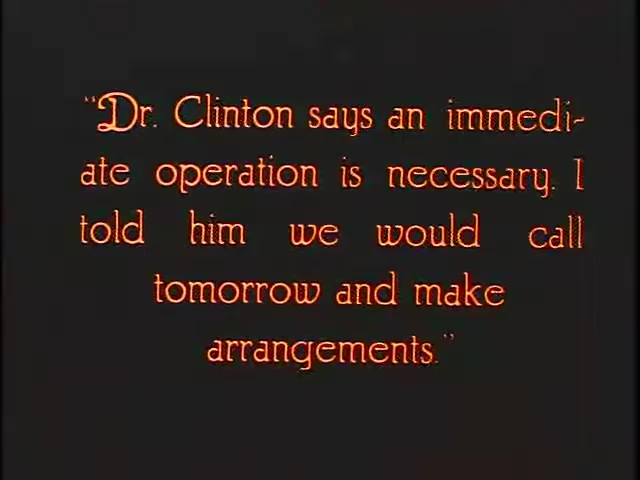 "Dr. Clinton says an immedi-
ate operation is necessary. I
told him we would call
tomorrow and make
arrangements."